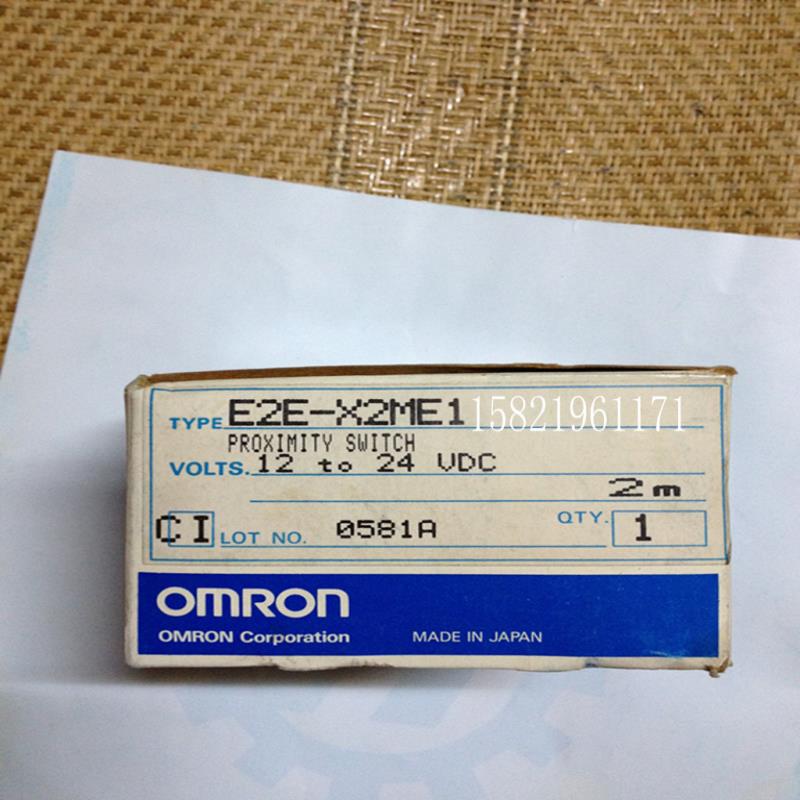 TYPE E2E-X2ME1 15821961171
PROXIMITY SWITCH
VOLTS. 12 to 24 VDC
2m
CI LOT NO. 0581A QTY. 1
OMRON
OMRON Corporation MADE IN JAPAN